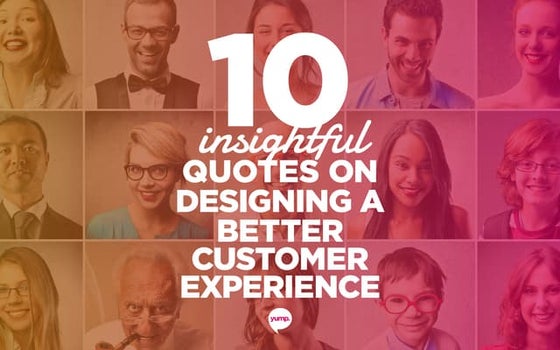 10
insightful
QUOTES ON
DESIGNING A
BETTER
CUSTOMER
EXPERIENCE
yump.